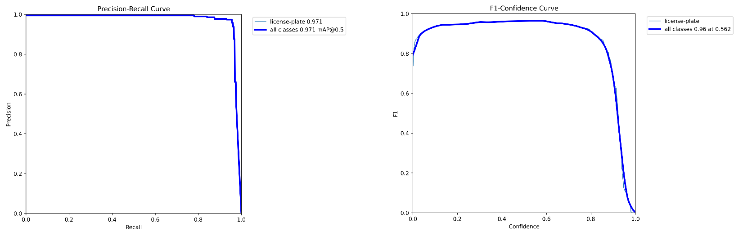 Precision-Recall Curve
1.0
0.8
0.6
0.4
0.2
0.0
Precision
0.0 0.2 0.4 0.6 0.8 1.0
Recall
license-plate 0.971
all classes 0.971 mAP@0.5
F1-Confidence Curve
1.0
0.8
0.6
0.4
0.2
0.0
F1
0.0 0.2 0.4 0.6 0.8 1.0
Confidence
license-plate
all classes 0.96 at 0.562